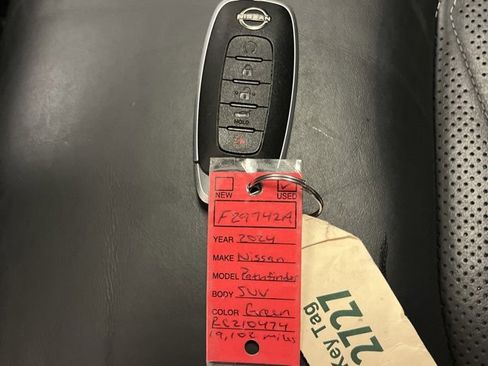 NISSAN
HOLD
NEW USED
F29742A
YEAR 2024
MAKE Nissan
MODEL Pathfinder
BODY SUV
COLOR Green
RC210474
19,102 miles
Key Tag
2727